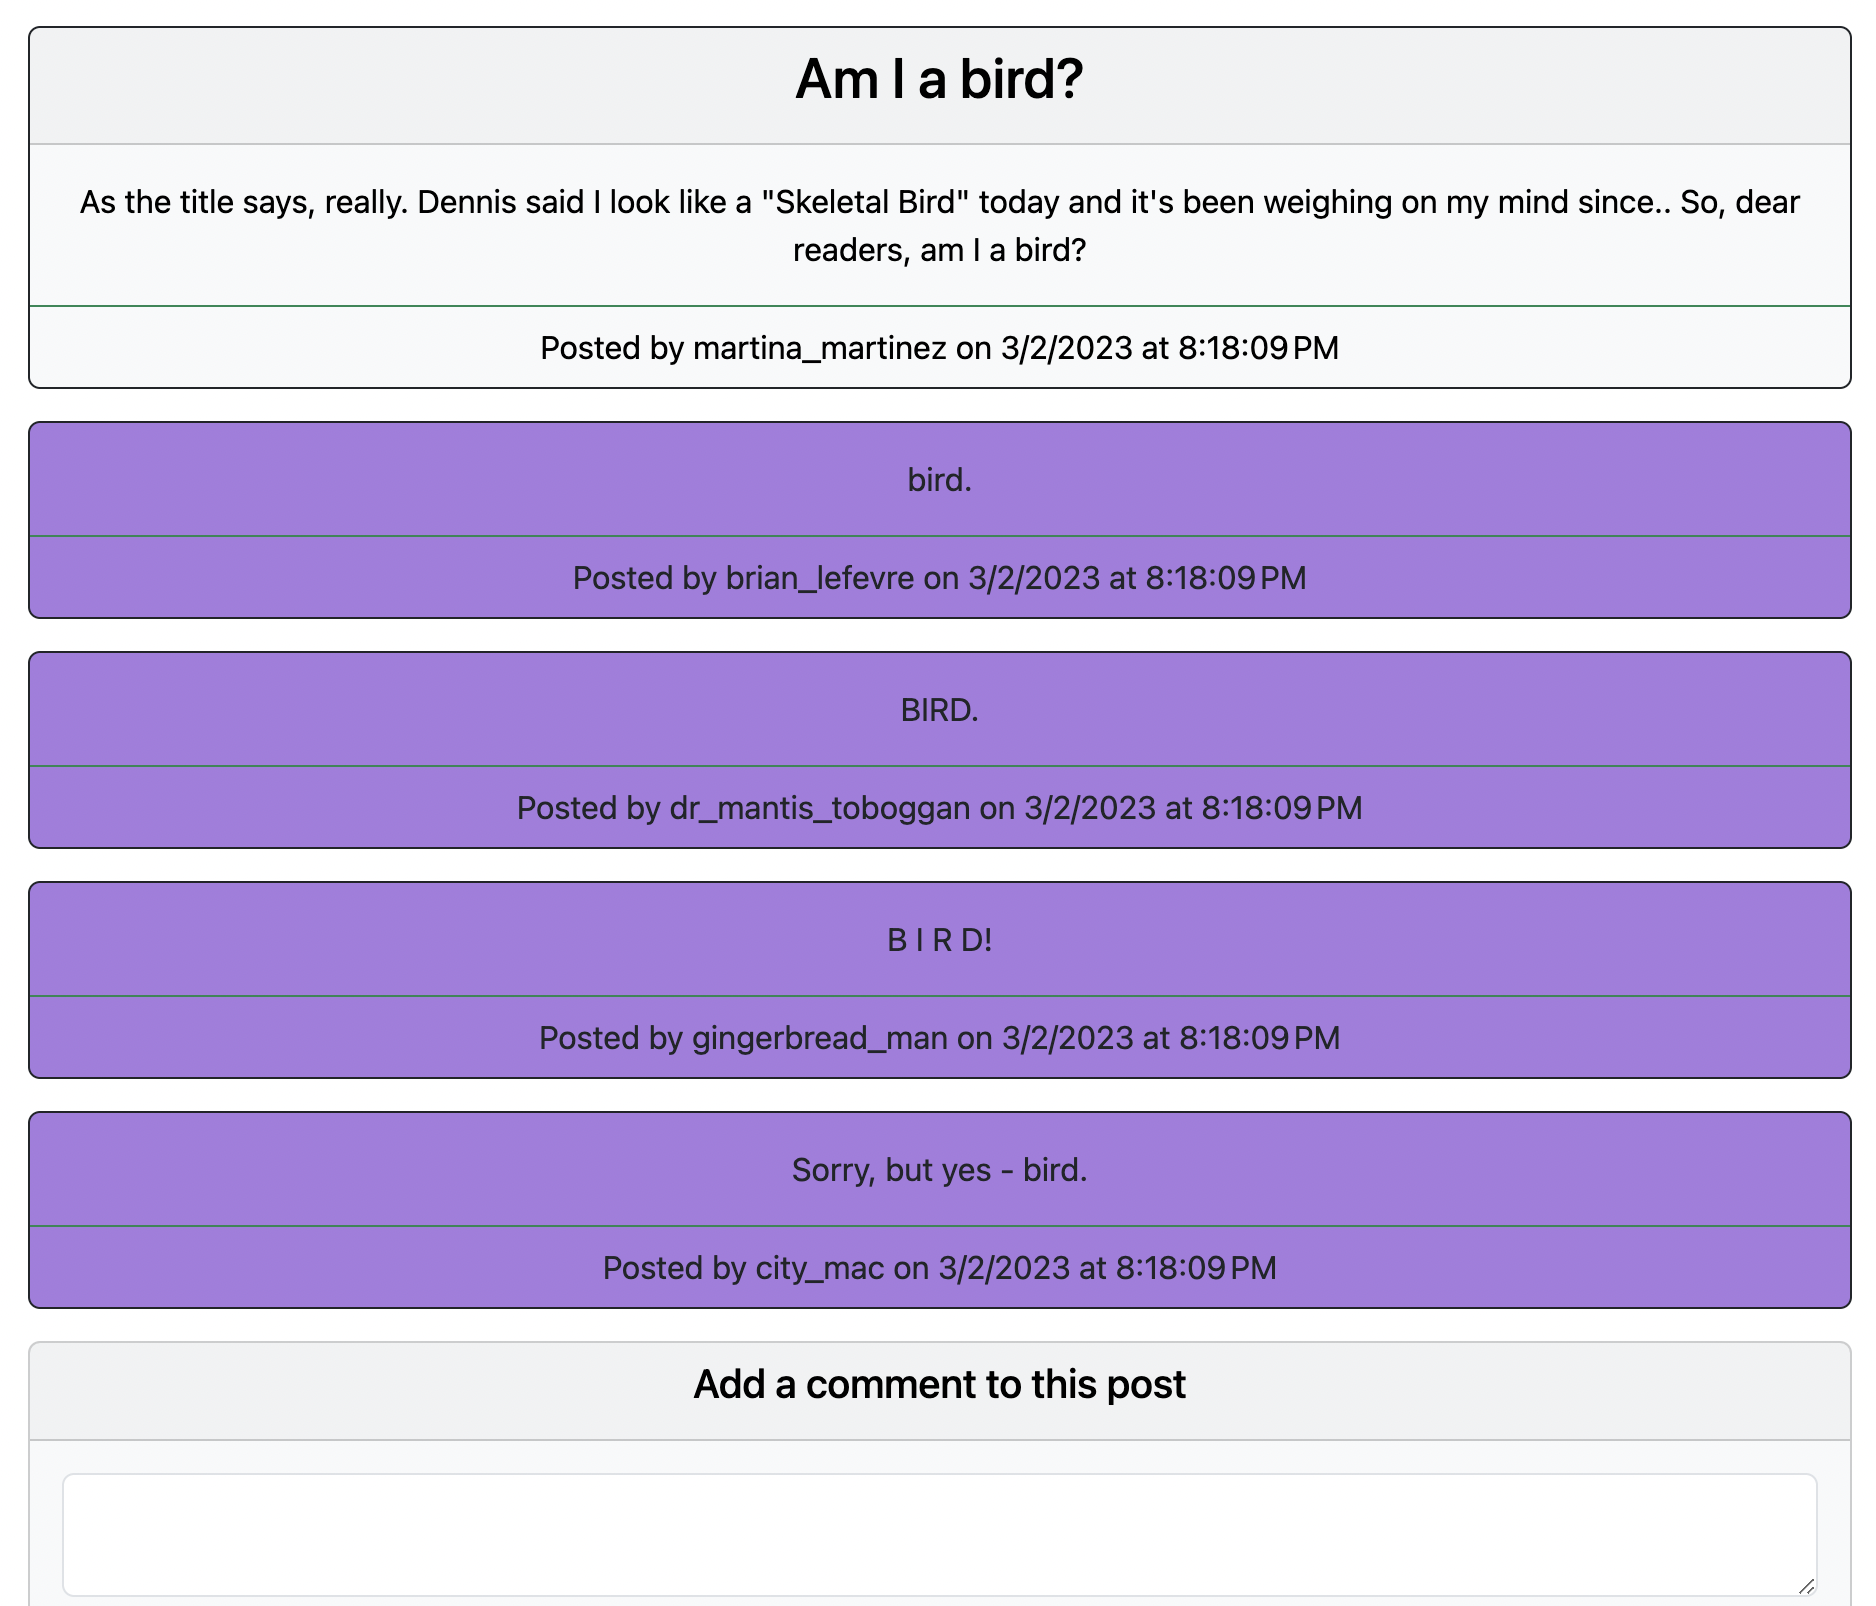 Am I a bird?
As the title says, really. Dennis said I look like a "Skeletal Bird" today and it's been weighing on my mind since.. So, dear
readers, am I a bird?
Posted by martina_martinez on 3/2/2023 at 8:18:09 PM
bird.
Posted by brian_lefevre on 3/2/2023 at 8:18:09 PM
BIRD.
Posted by dr_mantis_toboggan on 3/2/2023 at 8:18:09 PM
B I R D!
Posted by gingerbread_man on 3/2/2023 at 8:18:09 PM
Sorry, but yes - bird.
Posted by city_mac on 3/2/2023 at 8:18:09 PM
Add a comment to this post